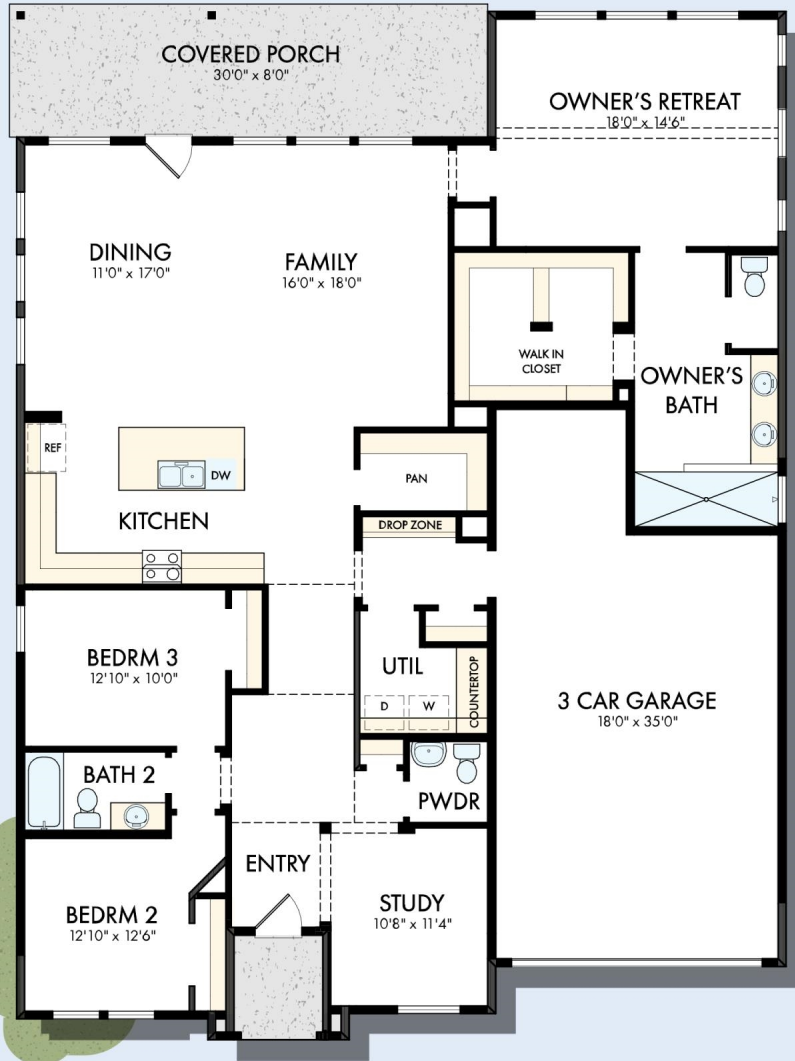 COVERED PORCH
30'0" x 8'0"
OWNER'S RETREAT
18'0" x 14'6"
DINING
11'0" x 17'0"
FAMILY
16'0" x 18'0"
WALK IN
CLOSET
OWNER'S
BATH
REF
DW
PAN
KITCHEN
DROP ZONE
BEDRM 3
12'10" x 10'0"
UTIL
D
W
COUNTERTOP
3 CAR GARAGE
18'0" x 35'0"
BATH 2
PWDR
ENTRY
BEDRM 2
12'10" x 12'6"
STUDY
10'8" x 11'4"